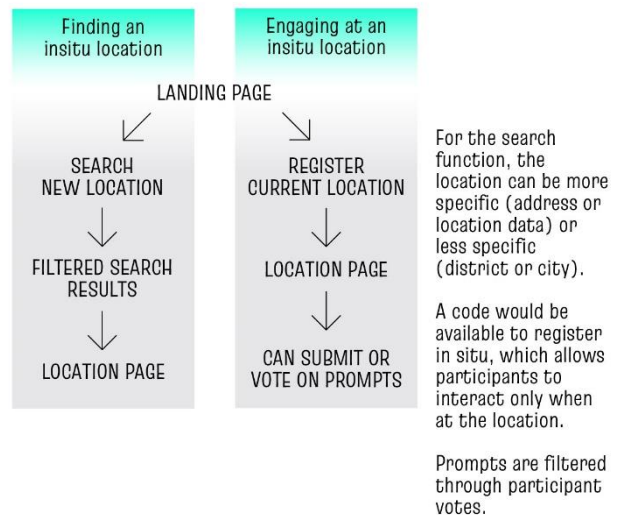 Finding an
insitu location
Engaging at an
insitu location
LANDING PAGE
SEARCH
NEW LOCATION
FILTERED SEARCH
RESULTS
LOCATION PAGE
REGISTER
CURRENT LOCATION
LOCATION PAGE
CAN SUBMIT OR
VOTE ON PROMPTS
For the search
function, the
location can be more
specific (address or
location data) or
less specific
(district or city).
A code would be
available to register
in situ, which allows
participants to
interact only when
at the location.
Prompts are filtered
through participant
votes.